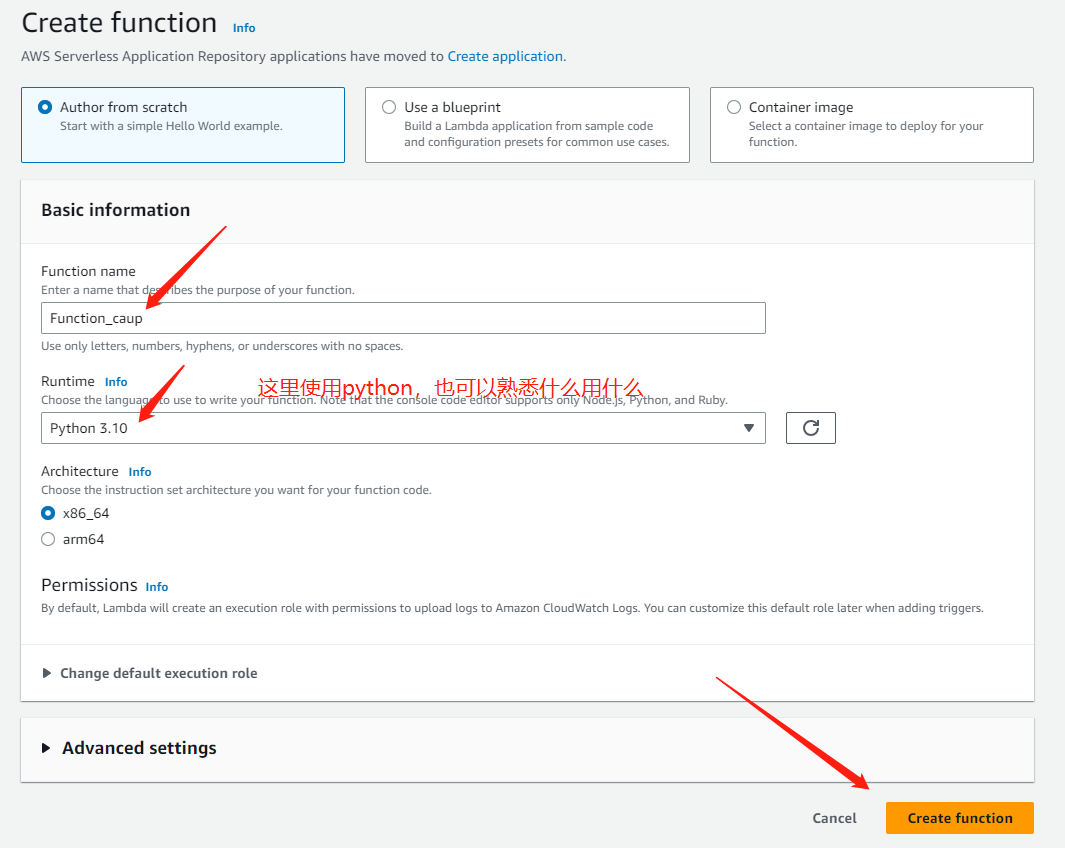 Create function Info
AWS Serverless Application Repository applications have moved to Create application.
Author from scratch
Start with a simple Hello World example.
Use a blueprint
Build a Lambda application from sample code
and configuration presets for common use cases.
Container image
Select a container image to deploy for your
function.
Basic information
Function name
Enter a name that describes the purpose of your function.
Function_caup
Use only letters, numbers, hyphens, or underscores with no spaces.
Runtime Info
这里使用python，也可以熟悉什么用什么
Choose the language to use to write your function. Note that the console code editor supports only Node.js, Python, and Ruby.
Python 3.10
Architecture Info
Choose the instruction set architecture you want for your function code.
x86_64
arm64
Permissions Info
By default, Lambda will create an execution role with permissions to upload logs to Amazon CloudWatch Logs. You can customize this default role later when adding triggers.
Change default execution role
Advanced settings
Cancel
Create function